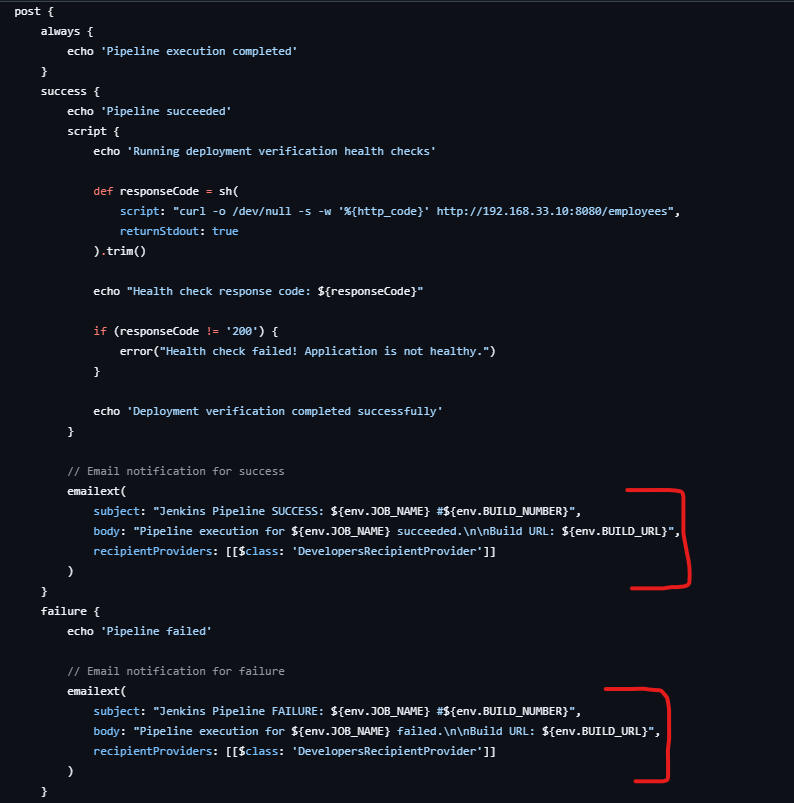 post {
    always {
        echo 'Pipeline execution completed'
    }
    success {
        echo 'Pipeline succeeded'
        script {
            echo 'Running deployment verification health checks'

            def responseCode = sh(
                script: "curl -o /dev/null -s -w '%{http_code}' http://192.168.33.10:8080/employees",
                returnStdout: true
            ).trim()

            echo "Health check response code: ${responseCode}"

            if (responseCode != '200') {
                error("Health check failed! Application is not healthy.")
            }

            echo 'Deployment verification completed successfully'
        }

        // Email notification for success
        emailext(
            subject: "Jenkins Pipeline SUCCESS: ${env.JOB_NAME} #${env.BUILD_NUMBER}",
            body: "Pipeline execution for ${env.JOB_NAME} succeeded.\n\nBuild URL: ${env.BUILD_URL}",
            recipientProviders: [[$class: 'DevelopersRecipientProvider']]
        )
    }
    failure {
        echo 'Pipeline failed'

        // Email notification for failure
        emailext(
            subject: "Jenkins Pipeline FAILURE: ${env.JOB_NAME} #${env.BUILD_NUMBER}",
            body: "Pipeline execution for ${env.JOB_NAME} failed.\n\nBuild URL: ${env.BUILD_URL}",
            recipientProviders: [[$class: 'DevelopersRecipientProvider']]
        )
    }